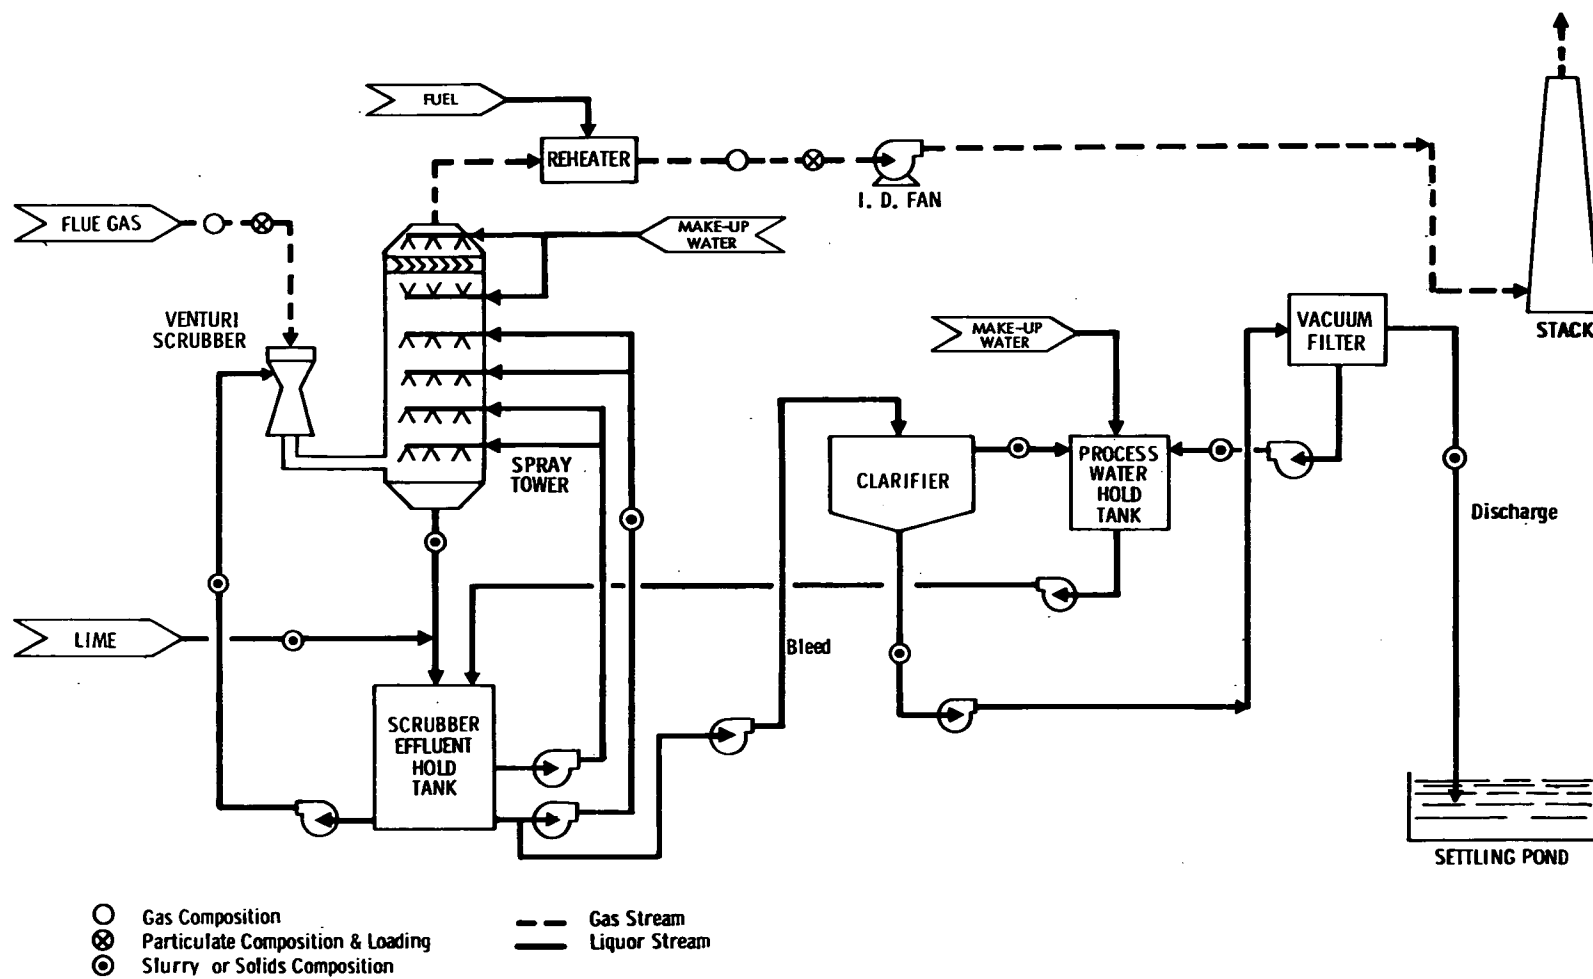 FUEL
REHEATER
I. D. FAN
FLUE GAS
MAKE-UP
WATER
VENTURI
SCRUBBER
MAKE-UP
WATER
VACUUM
FILTER
STACK
SPRAY
TOWER
CLARIFIER
PROCESS
WATER
HOLD
TANK
Discharge
LIME
Bleed
SCRUBBER
EFFLUENT
HOLD
TANK
SETTLING POND
Gas Composition
Particulate Composition & Loading
Slurry or Solids Composition
Gas Stream
Liquor Stream